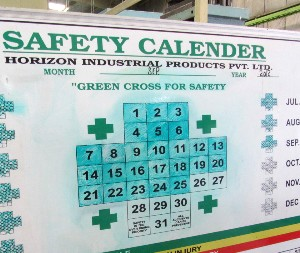 SAFETY CALENDER
HORIZON INDUSTRIAL PRODUCTS PVT. LTD.
MONTH SEP YEAR
"GREEN CROSS FOR SAFETY
1 2 3
4 5 6
7 8 9 10 11 12 13
14 15 16 17 18 19 20
21 22 23 24 25 26 27
28 29 30
31
JUL.
AUG
SEP.
OCT.
NOV.
DEC
INJURY